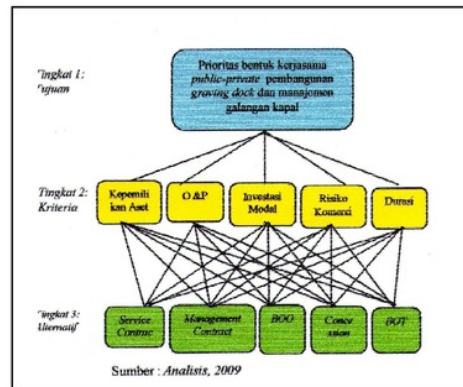 Tingkat 1:
Tujuan
Prioritas bentuk kerjasama
public-private pembangunan
graving dock dan manajemen
galangan kapal
Tingkat 2:
Kriteria
Kepemili
kan Aset
O &P
Investasi
Modal
Risiko
Komersi
Durasi
Tingkat 3:
Alternatif
Service
Contrac
Management
Contract
BOO
Conce
ssion
BOT
Sumber : Analisis, 2009